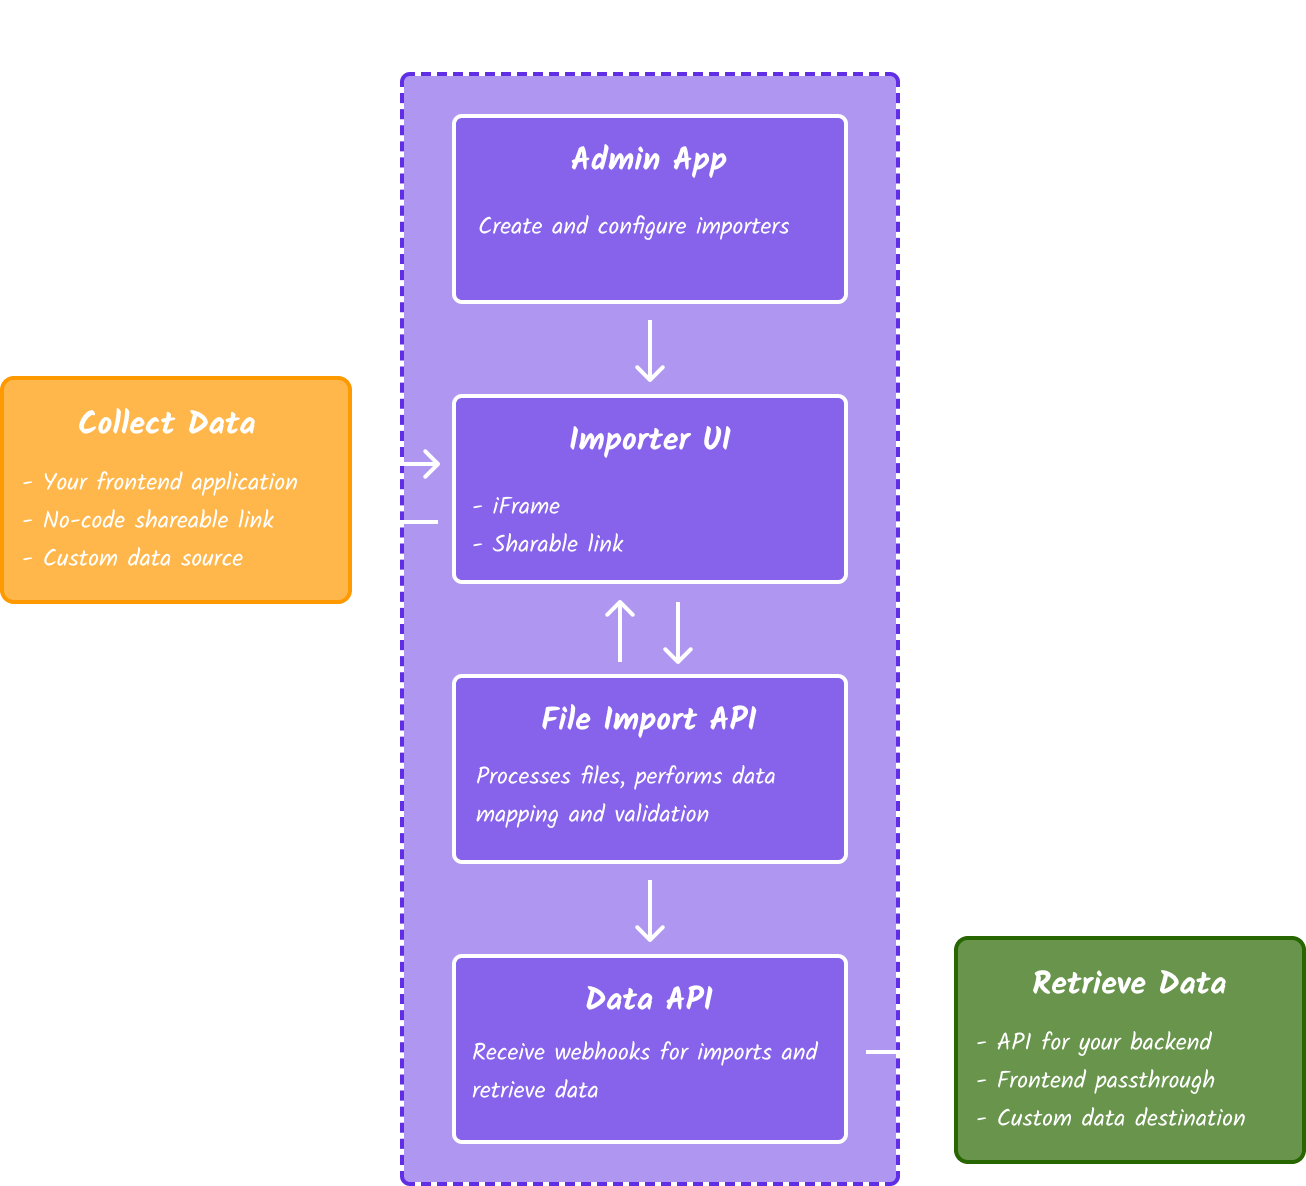 Admin App
Create and configure importers
Collect Data
- Your frontend application
- No-code shareable link
- Custom data source
Importer UI
- iFrame
- Sharable link
File Import API
Processes files, performs data
mapping and validation
Data API
Receive webhooks for imports and
retrieve data
Retrieve Data
- API for your backend
- Frontend passthrough
- Custom data destination